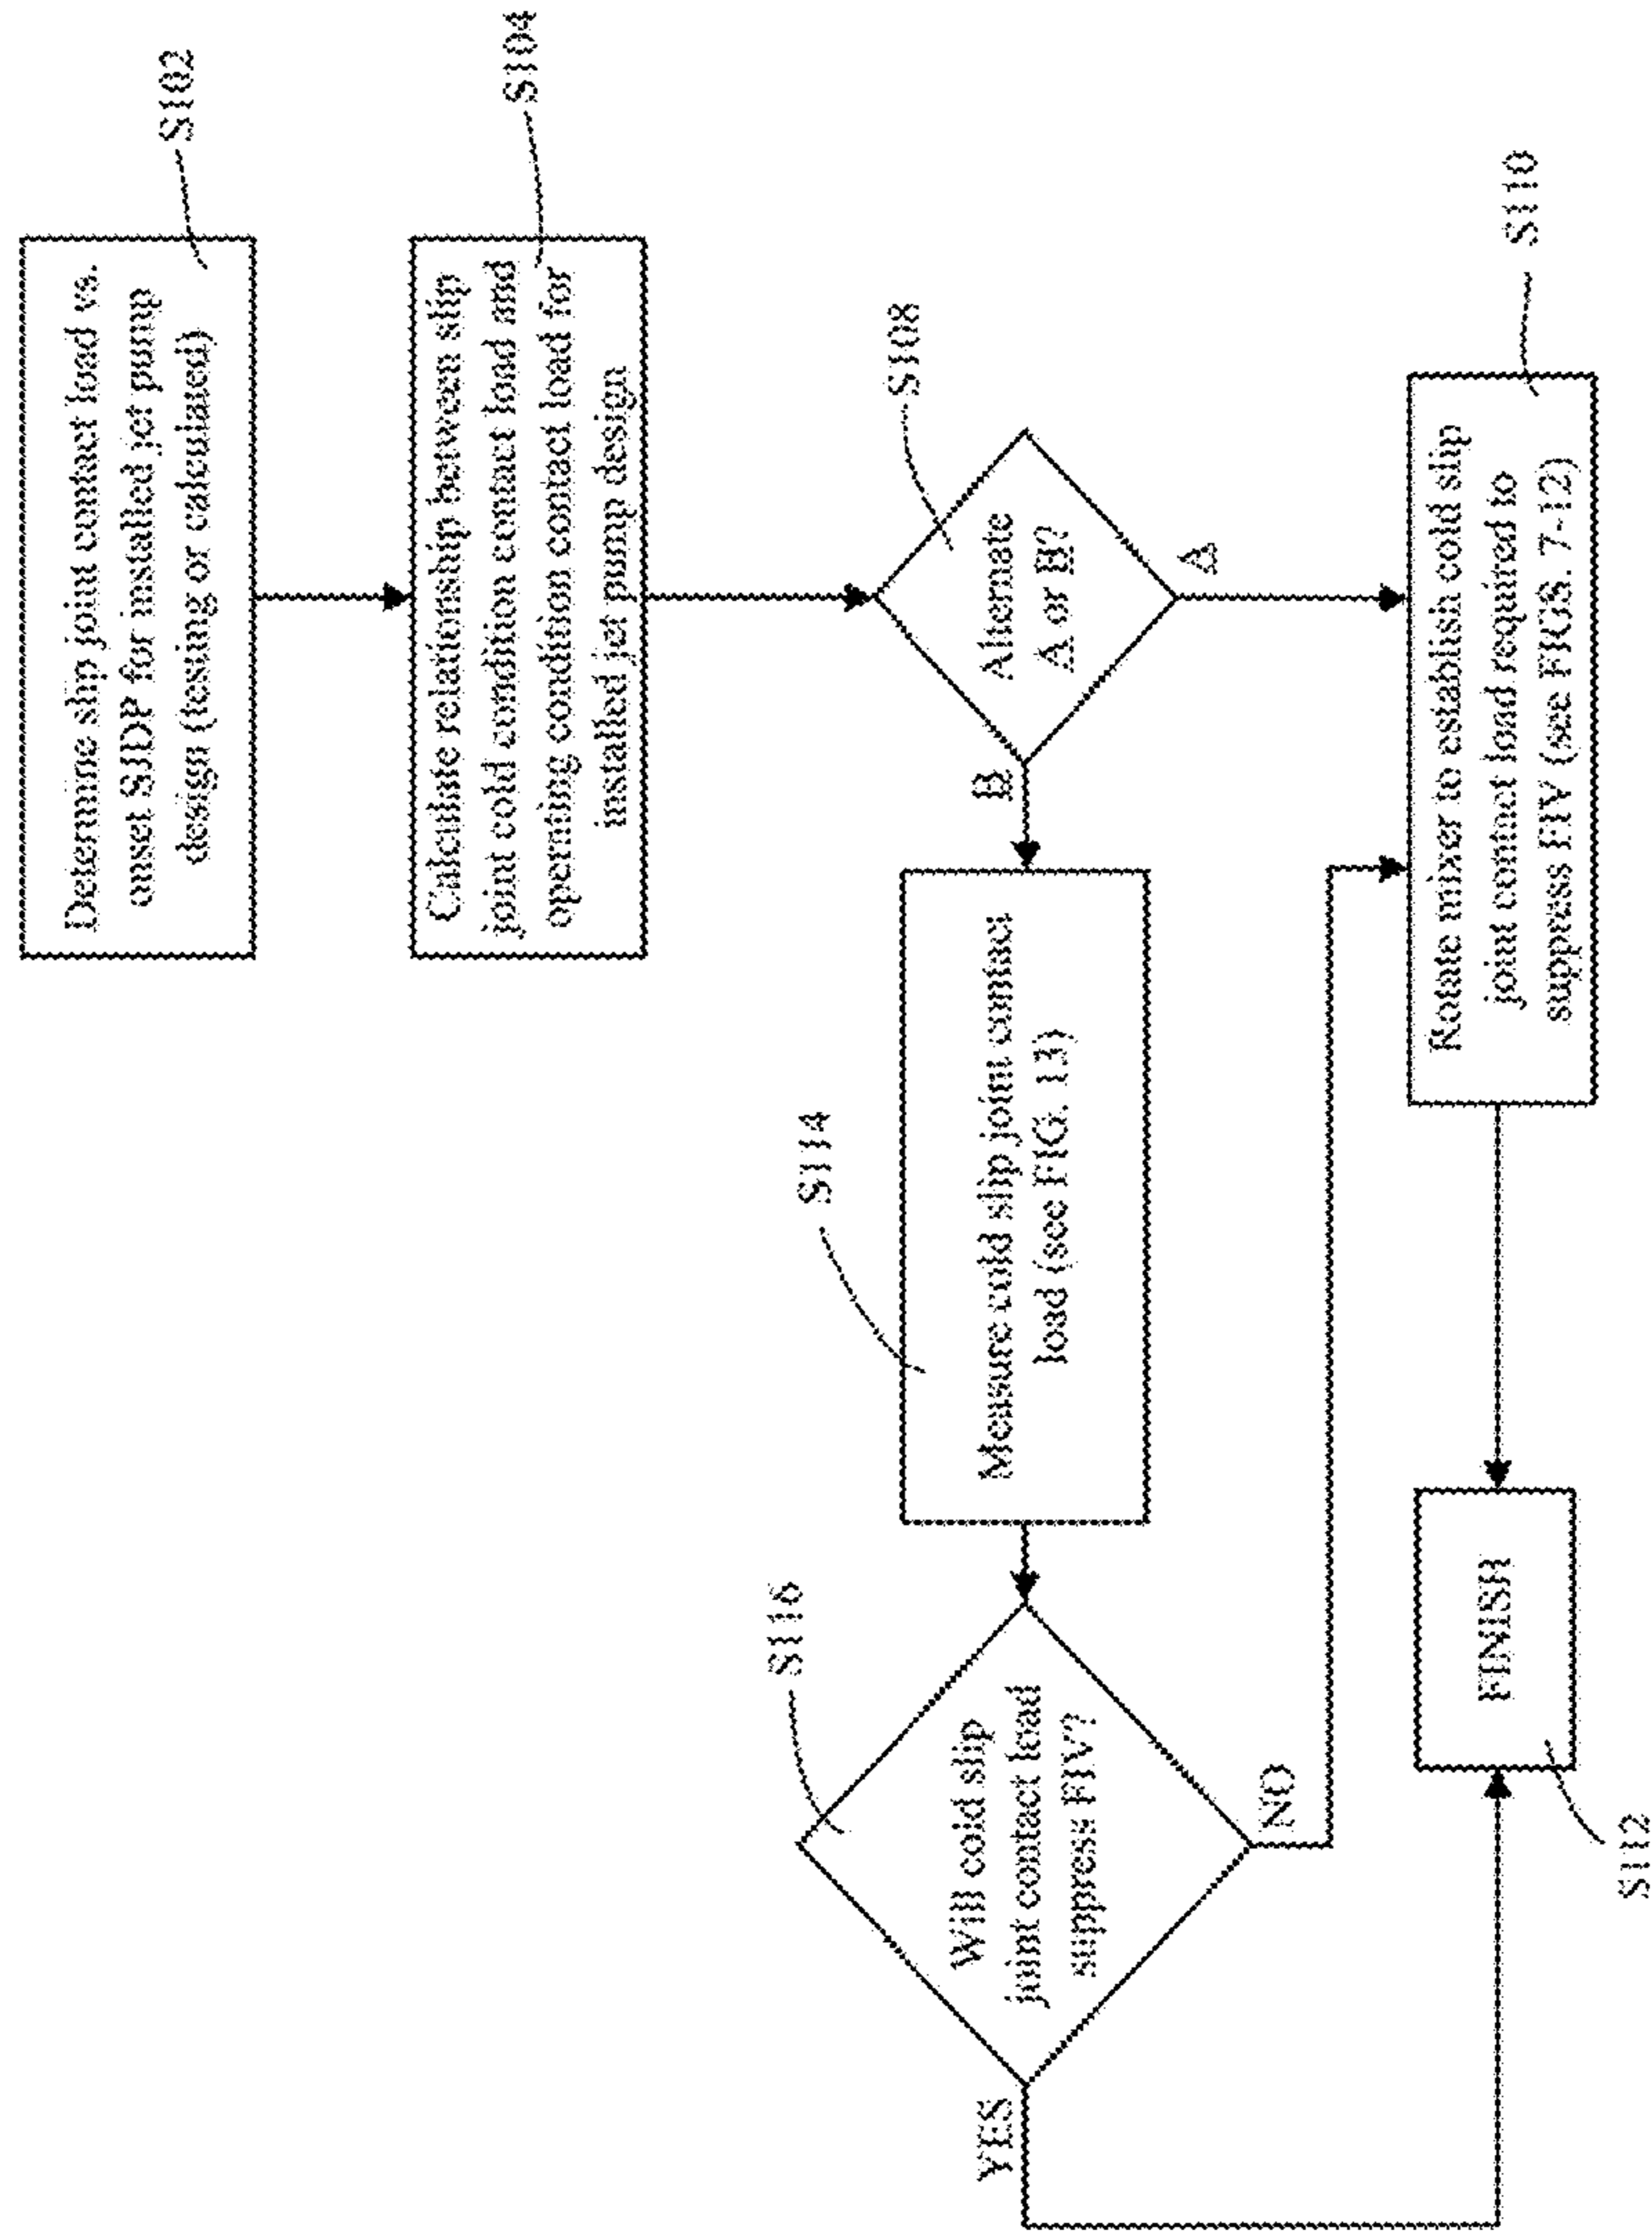 S102
Determine slip joint contact load vs.
onset SJDP for installed jet pump
design (testing or calculated)
S104
Calculate relationship between slip
joint cold condition contact load and
operating condition contact load for
installed jet pump design
S108
Alternate
A or B?
A
B
S114
Measure cold slip joint contact
load (see FIG. 13)
S116
Will cold slip
joint contact load
suppress FIV?
YES
NO
S110
Rotate mixer to establish cold slip
joint contact load required to
suppress FIV (see FIGS. 7-12)
FINISH
S112